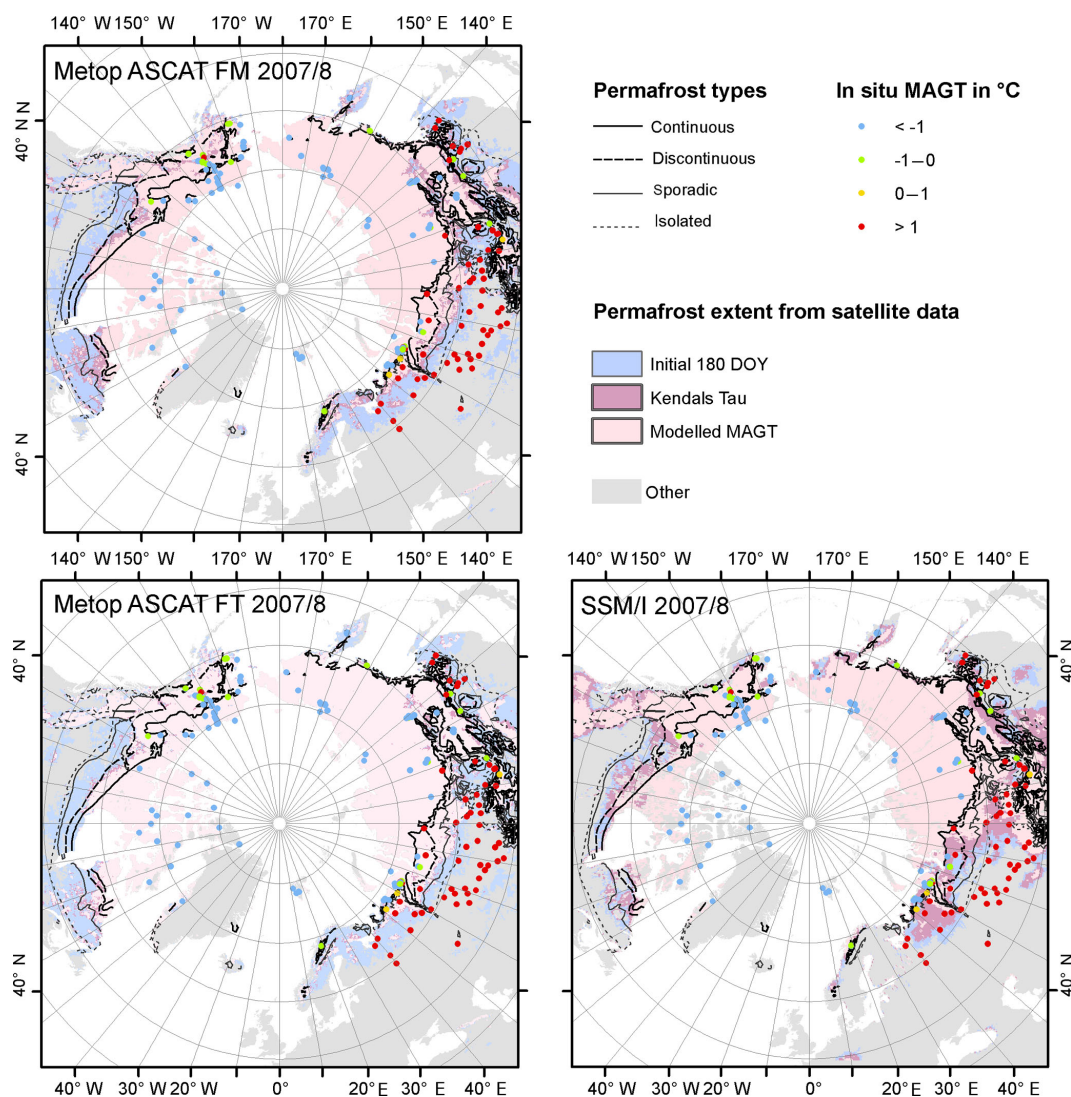 140° W 150° W 170° W 170° E 150° E 140° E
Metop ASCAT FM 2007/8
40° N
40° N
40° N
Permafrost types
Continuous
Discontinuous
Sporadic
Isolated
In situ MAGT in °C
< -1
-1—0
0—1
> 1
Permafrost extent from satellite data
Initial 180 DOY
Kendals Tau
Modelled MAGT
Other
140° W 150° W 170° W 170° E 150° E 140° E
Metop ASCAT FT 2007/8
40° N
40° N
40° N
40° W 30° W 20° W 0° 20° E 30° E 40° E
140° W 150° W 170° W 170° E 150° E 140° E
SSM/I 2007/8
40° N
40° N
40° W 30° W 20° W 0° 20° E 30° E 40° E